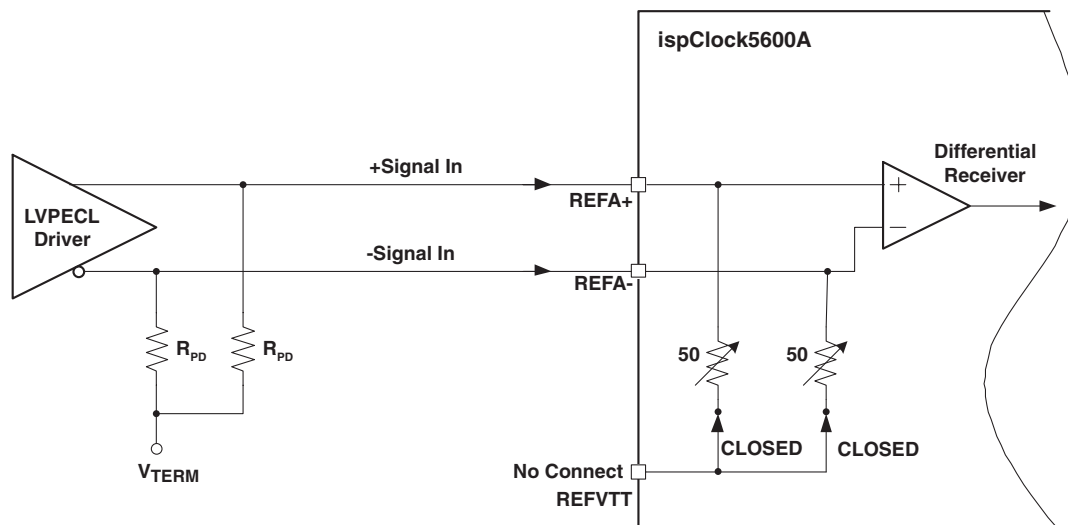 ispClock5600A
Differential
Receiver
+Signal In
REFA+
+
LVPECL
Driver
-Signal In
−
REFA-
R_PD
R_PD
50
50
V_TERM
CLOSED
CLOSED
No Connect
REFVTT